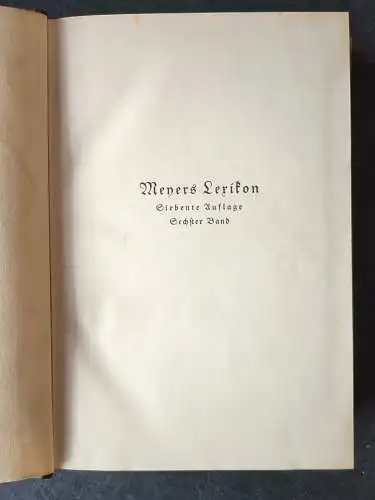 Meyers Lexikon
Siebente Auflage
Sechster Band